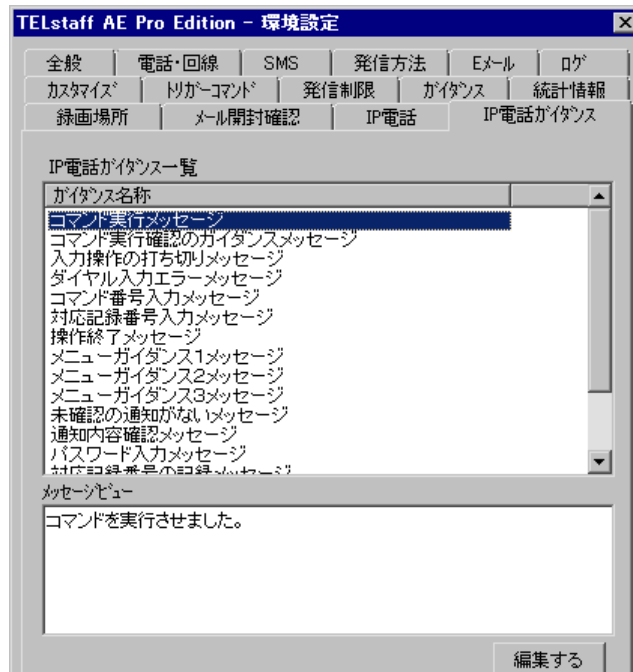 TELstaff AE Pro Edition - 環境設定
全般 電話・回線 SMS 発信方法 Eメール ログ
カスタマイズ トリガーコマンド 発信制限 ガイダンス 統計情報
録画場所 メール開封確認 IP電話 IP電話ガイダンス
IP電話ガイダンス一覧
ガイダンス名称
コマンド実行メッセージ
コマンド実行確認のガイダンスメッセージ
入力操作の打ち切りメッセージ
ダイヤル入力エラーメッセージ
コマンド番号入力メッセージ
対応記録番号入力メッセージ
操作終了メッセージ
メニューガイダンス1メッセージ
メニューガイダンス2メッセージ
メニューガイダンス3メッセージ
未確認の通知がないメッセージ
通知内容確認メッセージ
パスワード入力メッセージ
対応記録番号の記録メッセージ
メッセージビュー
コマンドを実行させました。
編集する